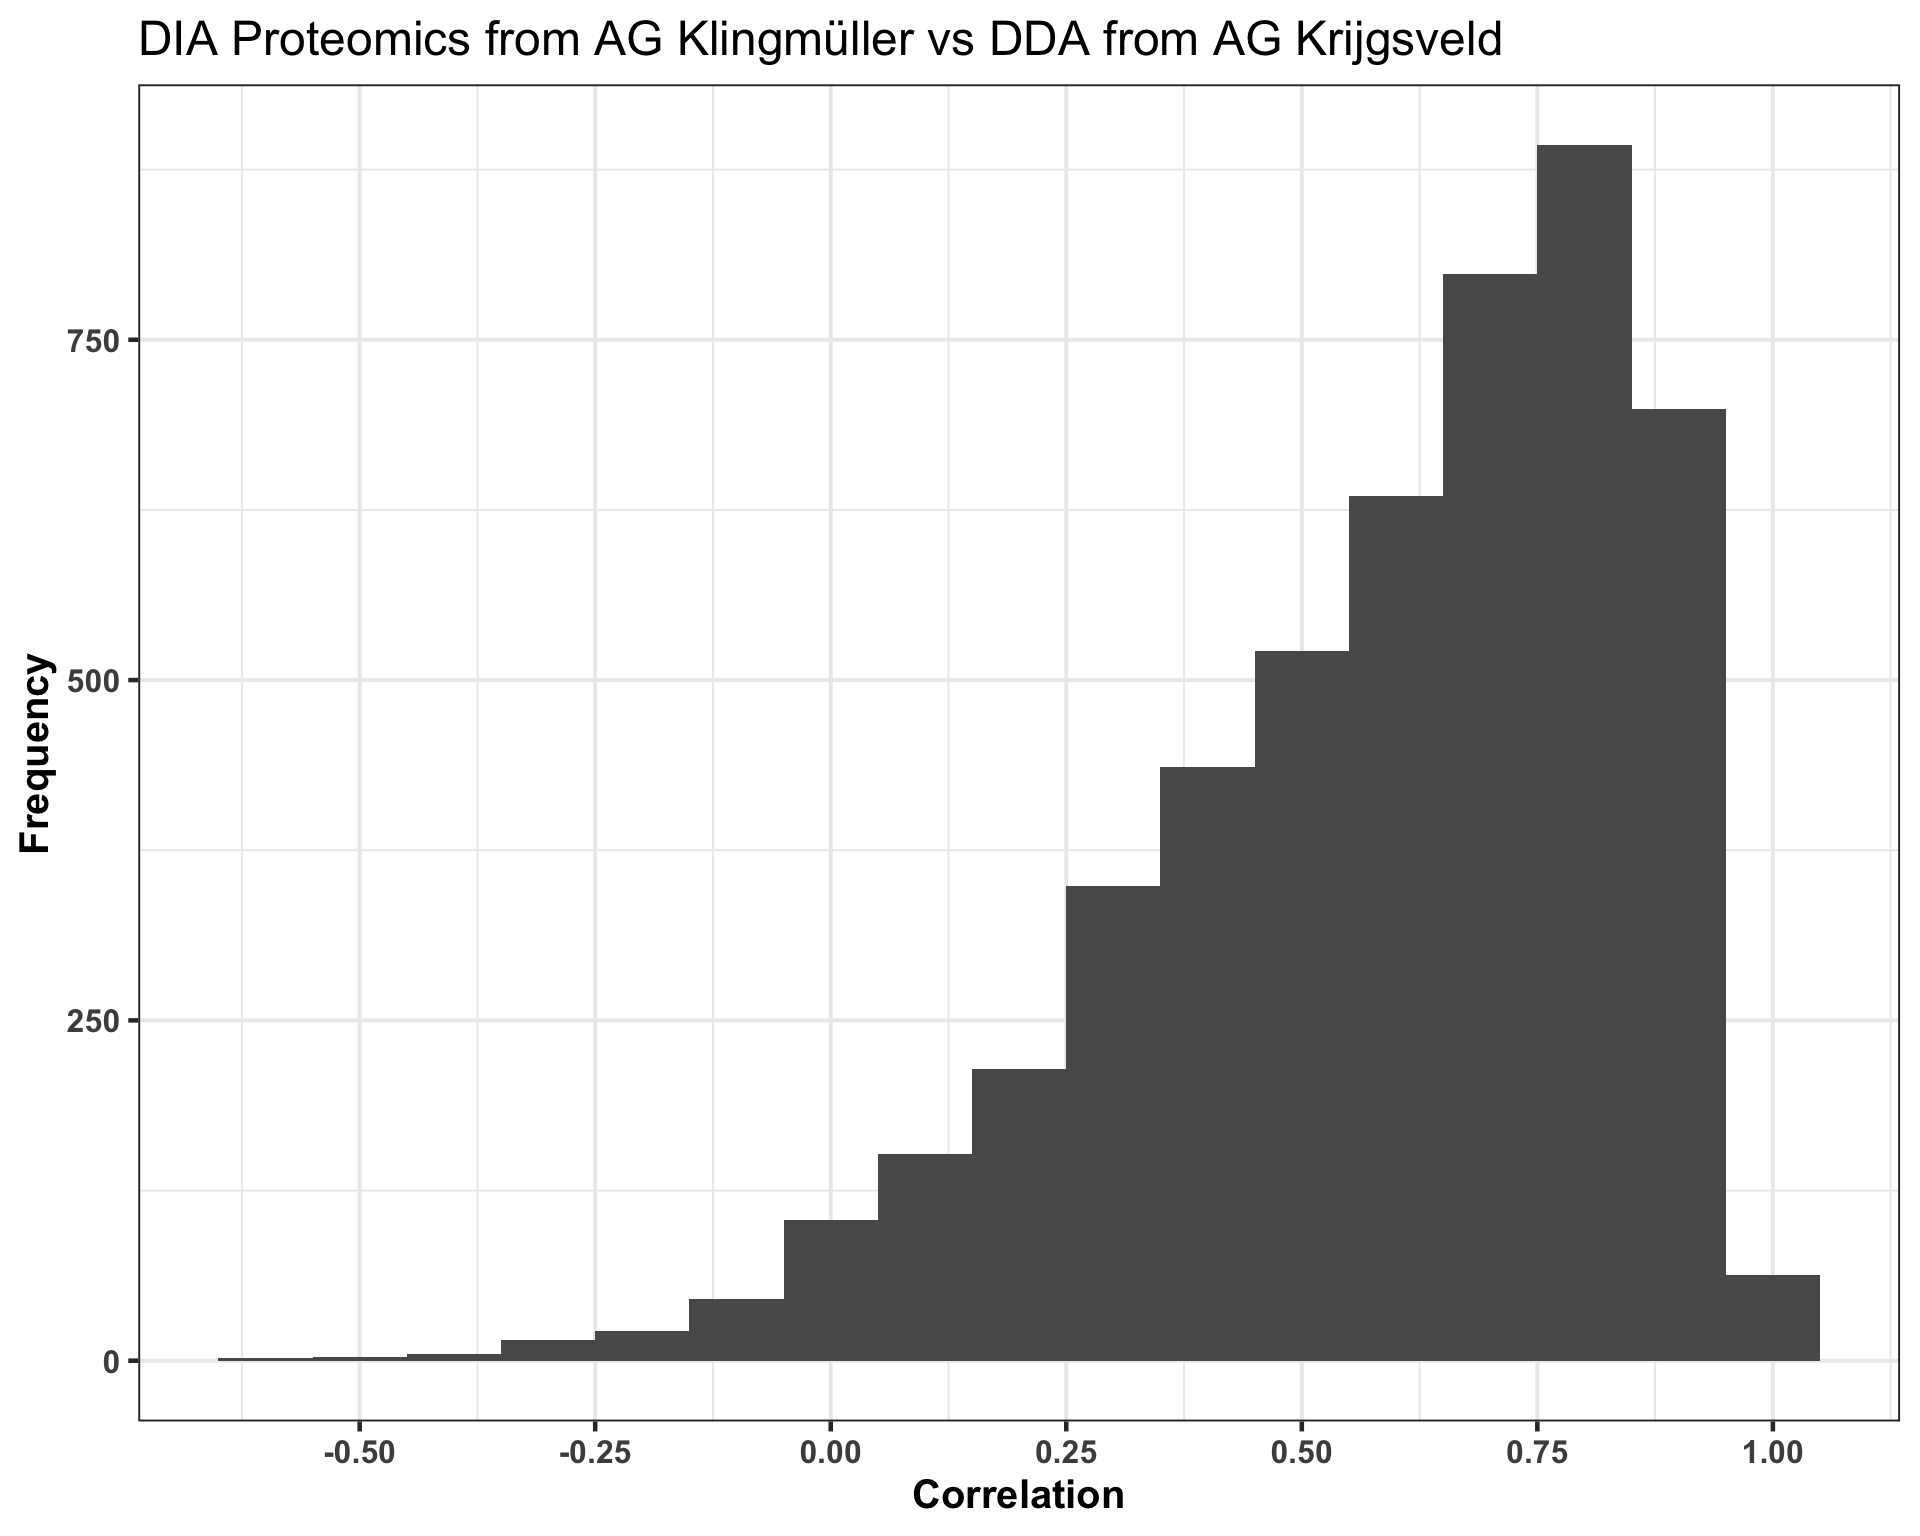 DIA Proteomics from AG Klingmüller vs DDA from AG Krijgsveld
Frequency
750
500
250
0
-0.50 -0.25 0.00 0.25 0.50 0.75 1.00
Correlation